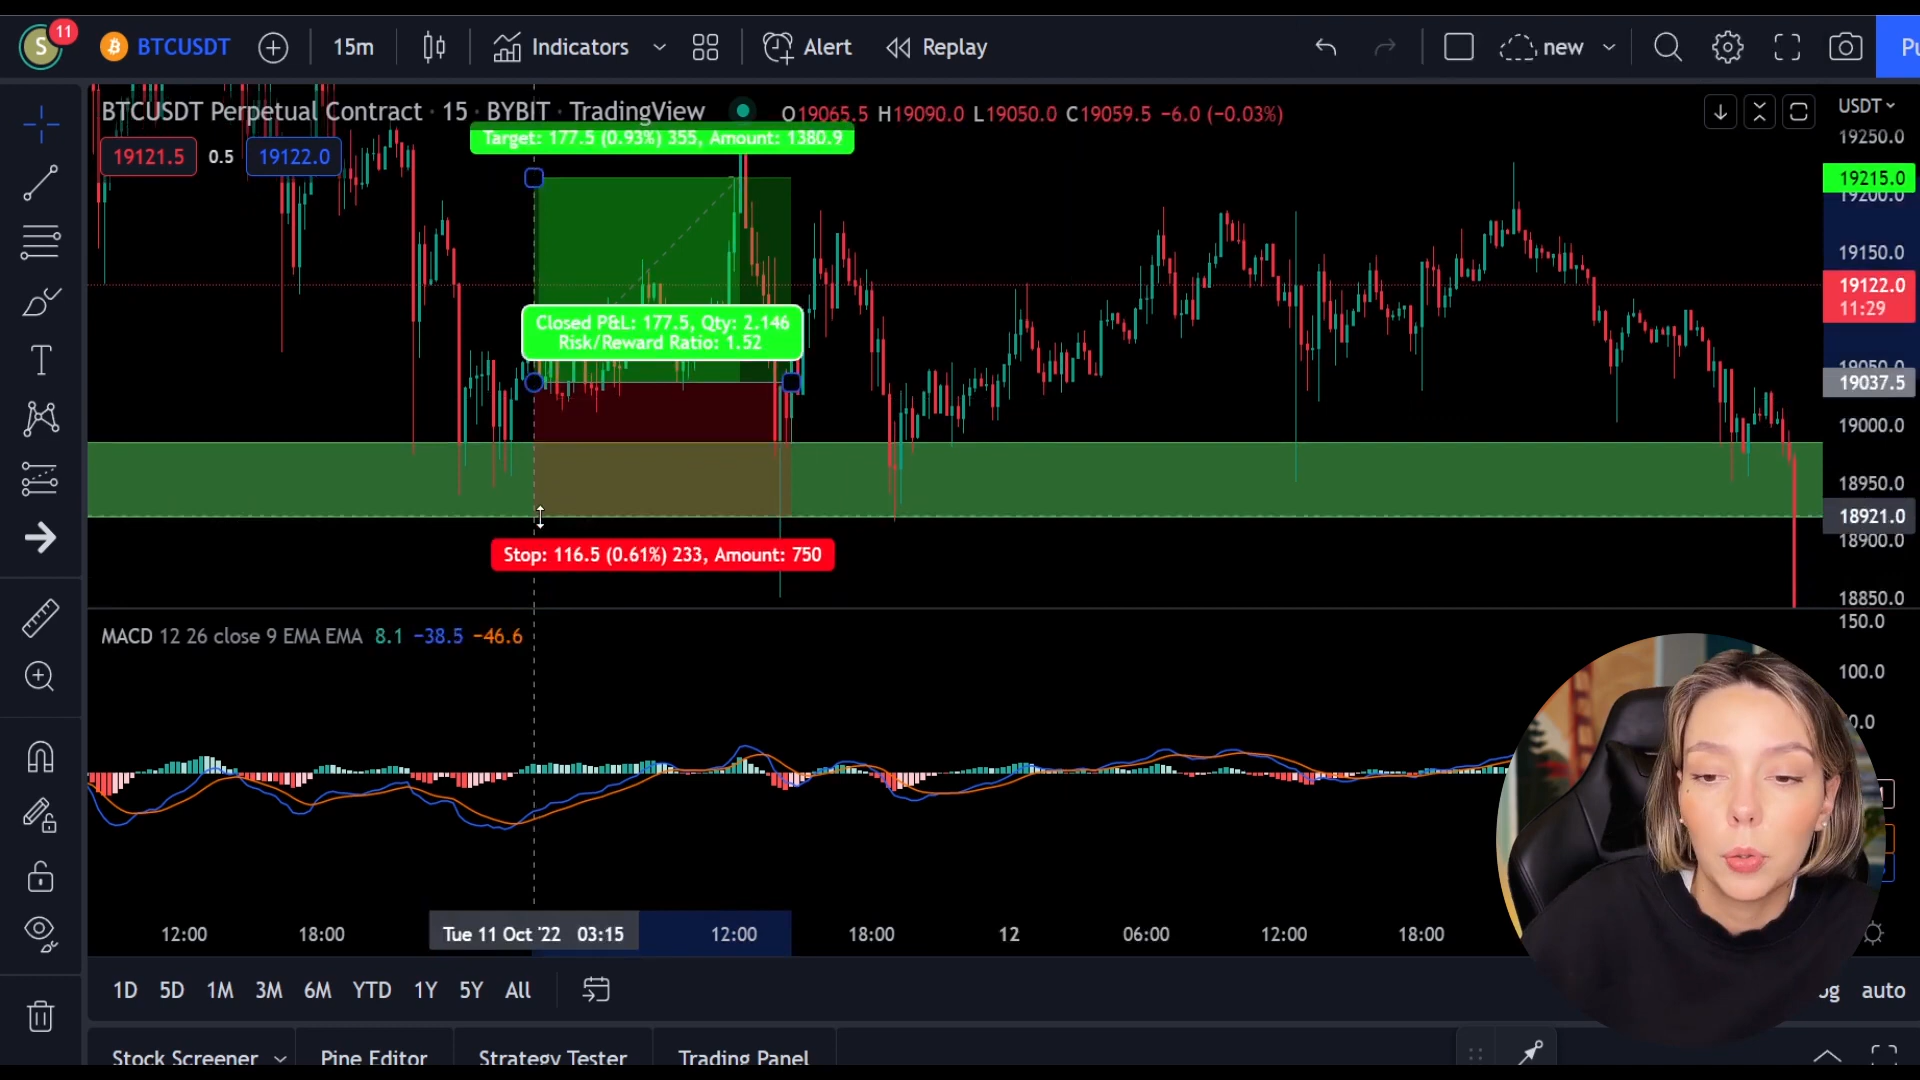 S
11
BTCUSDT
15m
Indicators
Alert
Replay
new
Pu
BTCUSDT Perpetual Contract · 15 · BYBIT · TradingView
O19065.5 H19090.0 L19050.0 C19059.5 −6.0 (−0.03%)
USDT
19121.5
0.5
19122.0
Target: 177.5 (0.93%) 355, Amount: 1380.9
Closed P&L: 177.5, Qty: 2.146
Risk/Reward Ratio: 1.52
Stop: 116.5 (0.61%) 233, Amount: 750
19250.0
19215.0
19200.0
19150.0
19122.0
11:29
19050.0
19037.5
19000.0
18950.0
18921.0
18900.0
18850.0
MACD 12 26 close 9 EMA EMA 8.1 −38.5 −46.6
150.0
100.0
12:00
18:00
Tue 11 Oct '22 03:15
12:00
18:00
12
06:00
12:00
18:00
1D 5D 1M 3M 6M YTD 1Y 5Y All
auto
Stock Screener
Pine Editor
Strategy Tester
Trading Panel